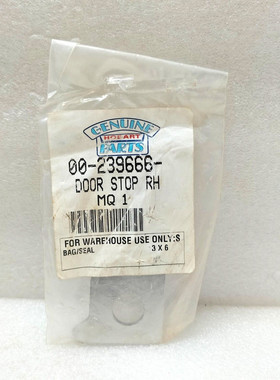 GENUINE
HOBART
PARTS
00-239666-
DOOR STOP RH
MQ 1
FOR WAREHOUSE USE ONLY:S
BAG/SEAL 3 X 6